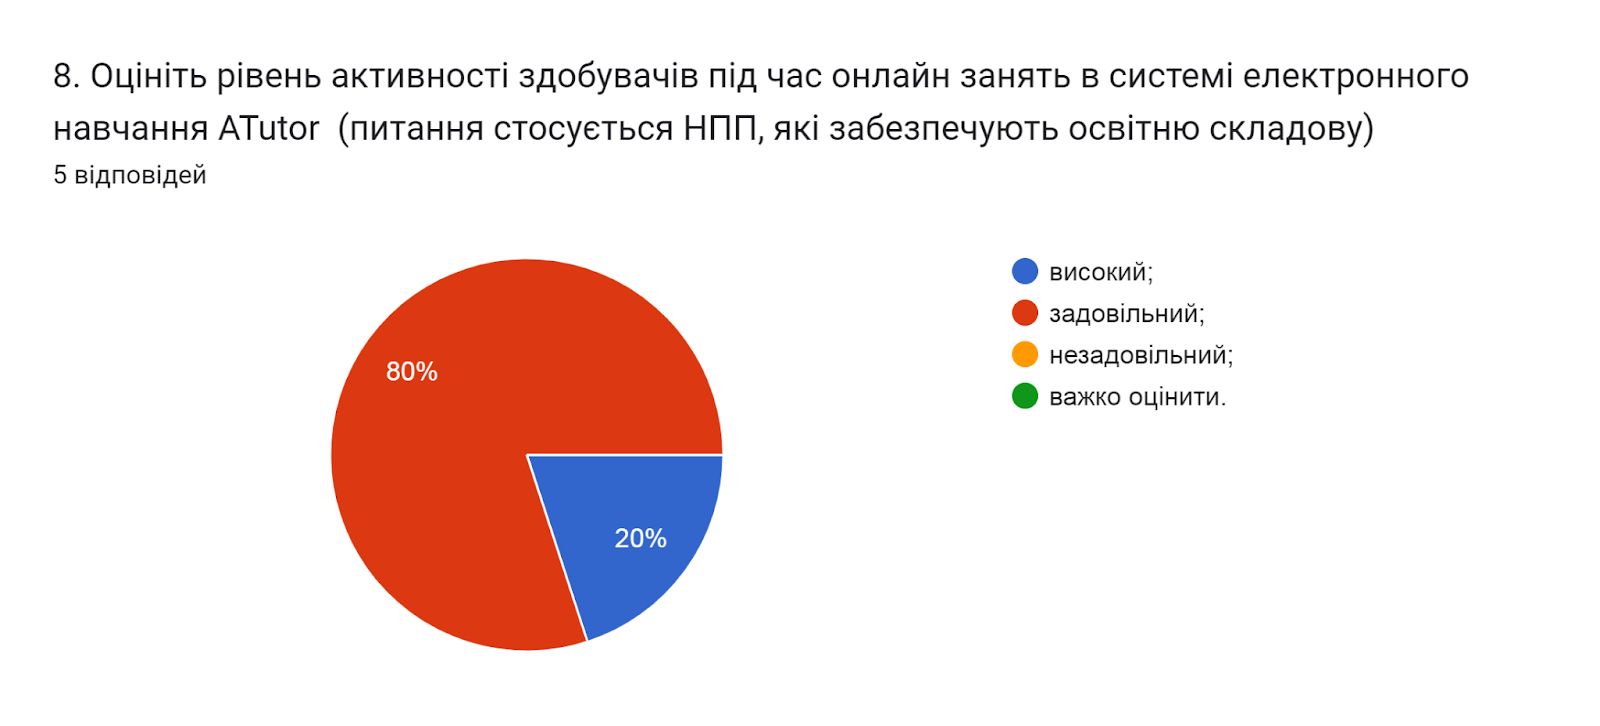 8. Оцініть рівень активності здобувачів під час онлайн занять в системі електронного
навчання ATutor  (питання стосується НПП, які забезпечують освітню складову)
5 відповідей
високий;
задовільний;
незадовільний;
важко оцінити.
80%
20%